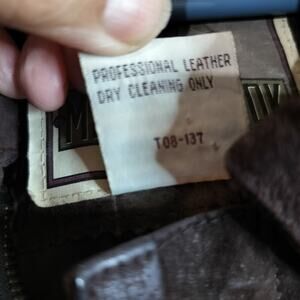 PROFESSIONAL LEATHER
DRY CLEANING ONLY
T08-137